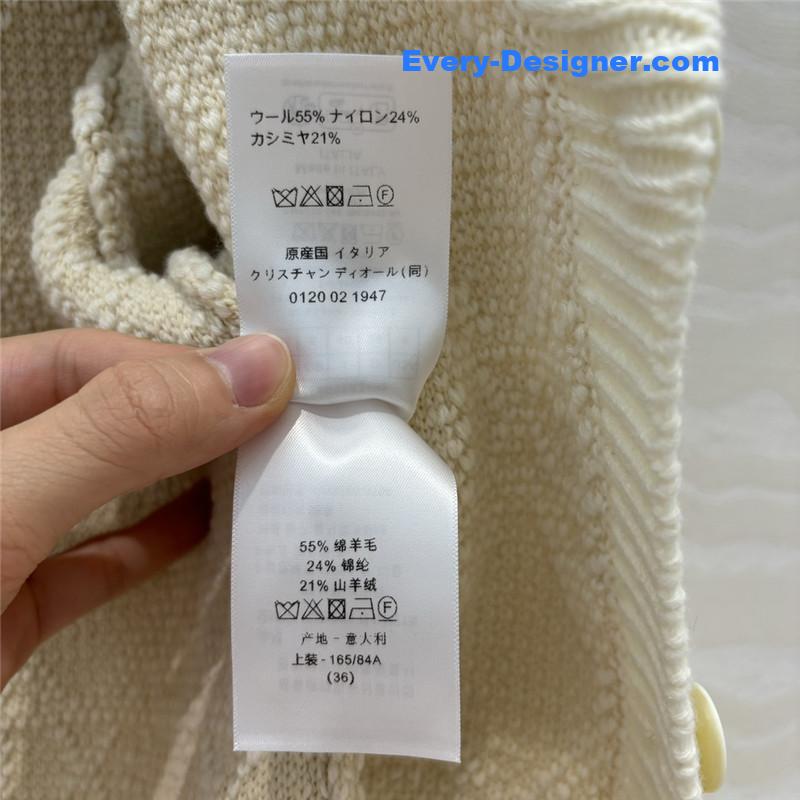 Every-Designer.com
ウール55% ナイロン24%
カシミヤ21%
F
原産国 イタリア
クリスチャン ディオール(同)
0120 02 1947
55% 绵羊毛
24% 锦纶
21% 山羊绒
F
产地 - 意大利
上装 - 165/84A
(36)